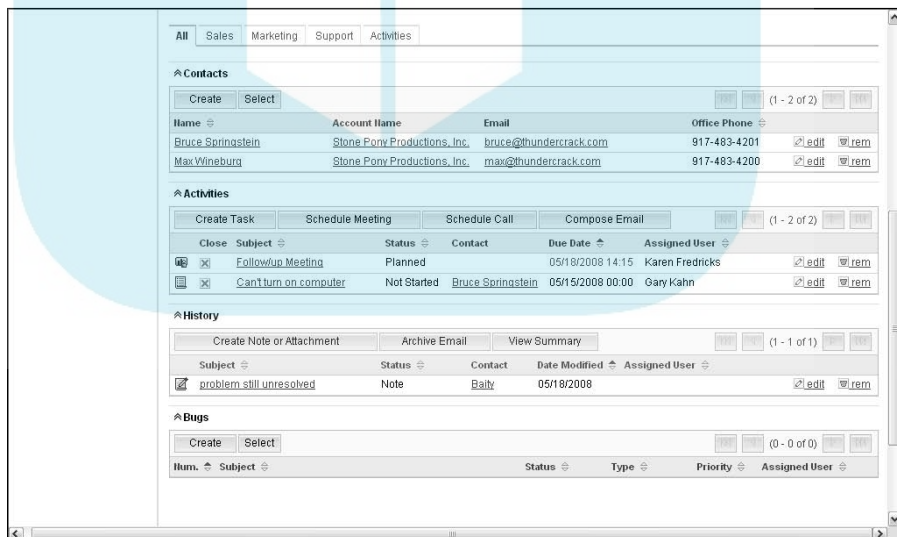 All Sales Marketing Support Activities
Contacts
Create Select (1 - 2 of 2)
Name Account Name Email Office Phone
Bruce Springstein Stone Pony Productions, Inc. bruce@thundercrack.com 917-483-4201 edit rem
Max Wineburg Stone Pony Productions, Inc. max@thundercrack.com 917-483-4200 edit rem
Activities
Create Task Schedule Meeting Schedule Call Compose Email (1 - 2 of 2)
Close Subject Status Contact Due Date Assigned User
Followup Meeting Planned 05/18/2008 14:15 Karen Fredricks edit rem
Can't turn on computer Not Started Bruce Springstein 05/15/2008 00:00 Gary Kahn edit rem
History
Create Note or Attachment Archive Email View Summary (1 - 1 of 1)
Subject Status Contact Date Modified Assigned User
problem still unresolved Note Baity 05/18/2008 edit rem
Bugs
Create Select (0 - 0 of 0)
Num. Subject Status Type Priority Assigned User